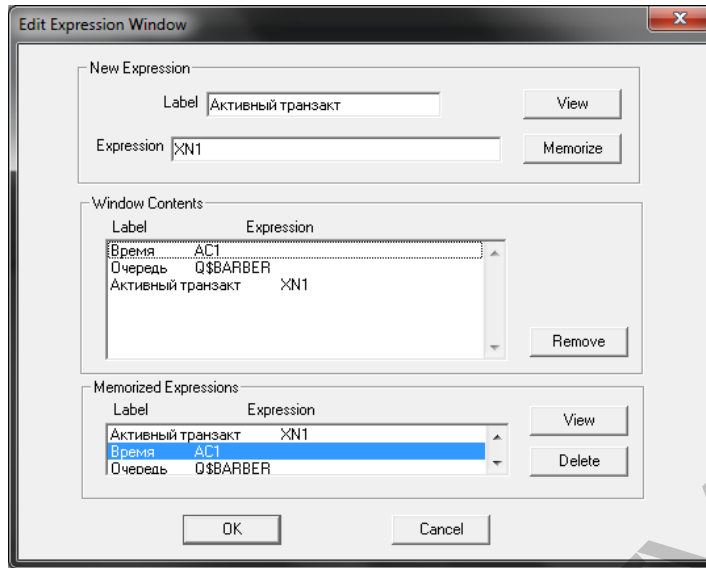 Edit Expression Window
x
New Expression
Label Активный транзакт View
Expression XN1 Memorize
Window Contents
Label Expression
Время AC1
Очередь Q$BARBER
Активный транзакт XN1
Remove
Memorized Expressions
Label Expression View
Активный транзакт XN1
Время AC1
Очередь Q$BARBER Delete
OK Cancel